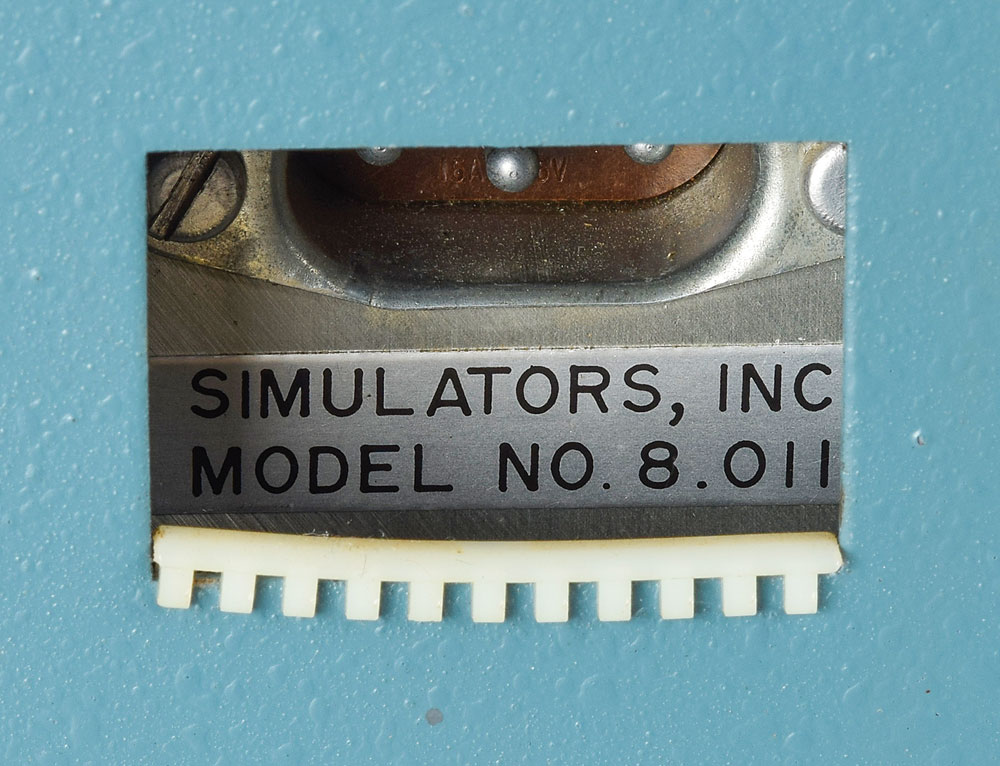 SIMULATORS, INC
MODEL NO. 8.011